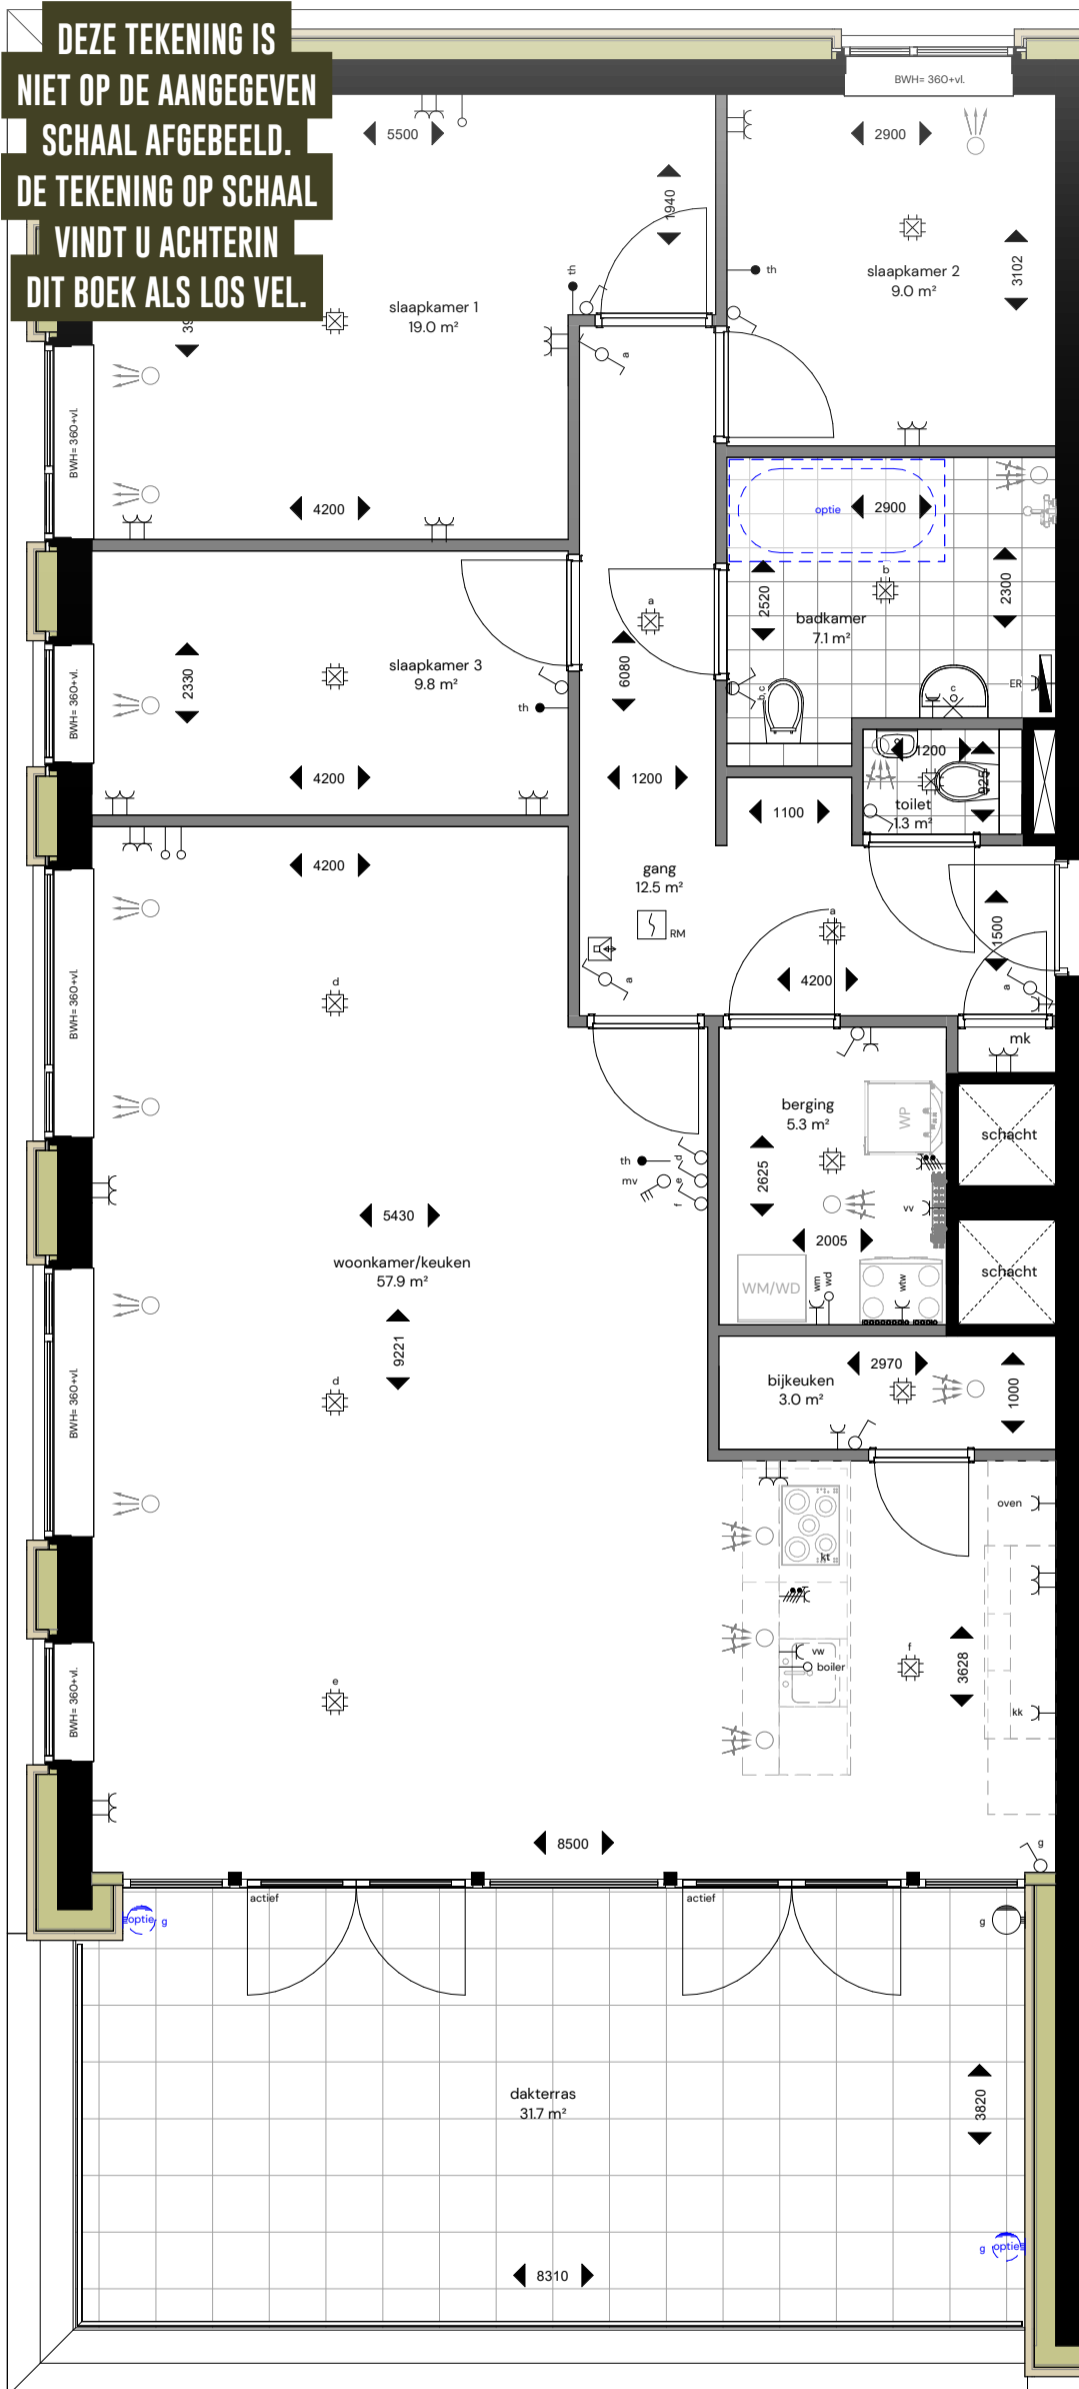 DEZE TEKENING IS
NIET OP DE AANGEGEVEN
SCHAAL AFGEBEELD.
DE TEKENING OP SCHAAL
VINDT U ACHTERIN
DIT BOEK ALS LOS VEL.
BWH= 360+vl.
5500
2900
1940
th
th
slaapkamer 2
9.0 m²
3102
slaapkamer 1
19.0 m²
a
BWH= 360+vl.
4200
optie
2900
b
2520
2300
badkamer
7.1 m²
a
6080
slaapkamer 3
9.8 m²
2330
BWH= 360+vl.
th
b,c
c
ER
4200
1200
1200
925
toilet
1.3 m²
1100
4200
gang
12.5 m²
RM
a
1500
BWH= 360+vl.
d
a
4200
a
mk
berging
5.3 m²
WP
schacht
th
mv
d
e
f
2625
vv
5430
2005
woonkamer/keuken
57.9 m²
WM/WD
wm
wd
wtw
schacht
9221
BWH= 360+vl.
d
2970
bijkeuken
3.0 m²
1000
oven
kt
f
vw
boiler
3628
e
kk
BWH= 360+vl.
8500
g
actief
actief
optie
g
g
dakterras
31.7 m²
3820
g
optie
8310